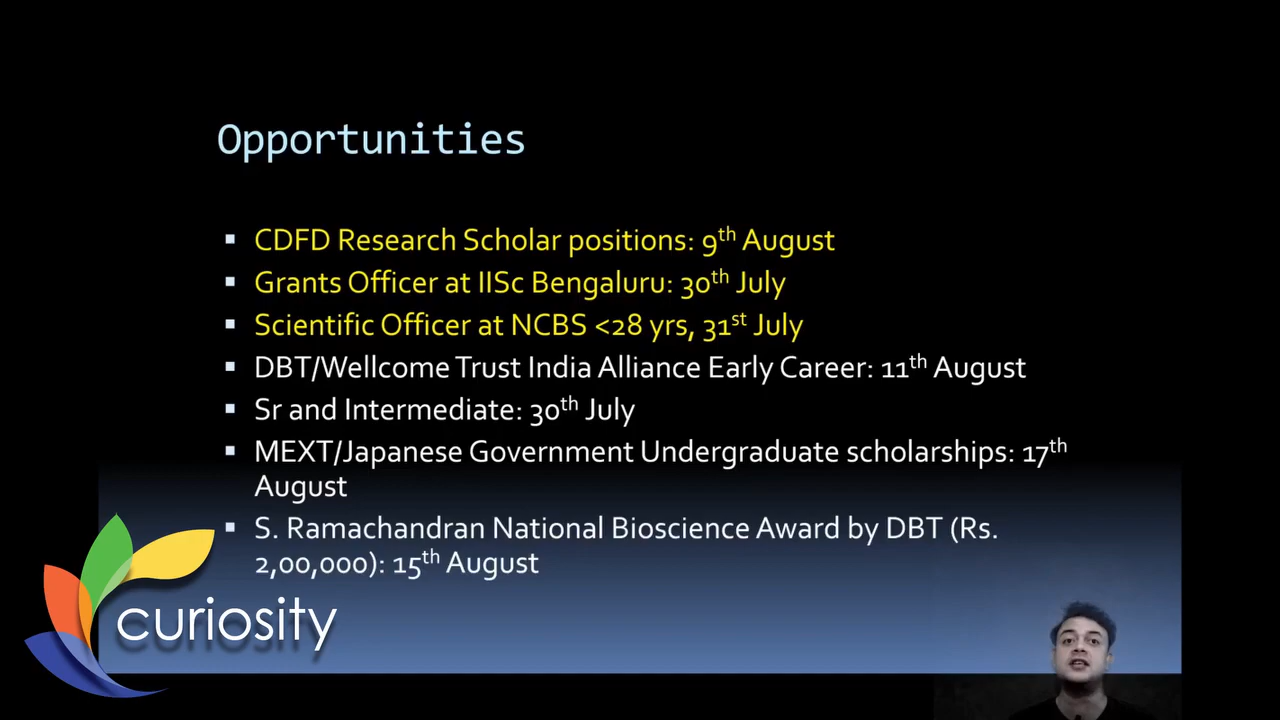 Opportunities
CDFD Research Scholar positions: 9th August
Grants Officer at IISc Bengaluru: 30th July
Scientific Officer at NCBS <28 yrs, 31st July
DBT/Wellcome Trust India Alliance Early Career: 11th August
Sr and Intermediate: 30th July
MEXT/Japanese Government Undergraduate scholarships: 17th
August
S. Ramachandran National Bioscience Award by DBT (Rs.
2,00,000): 15th August
curiosity